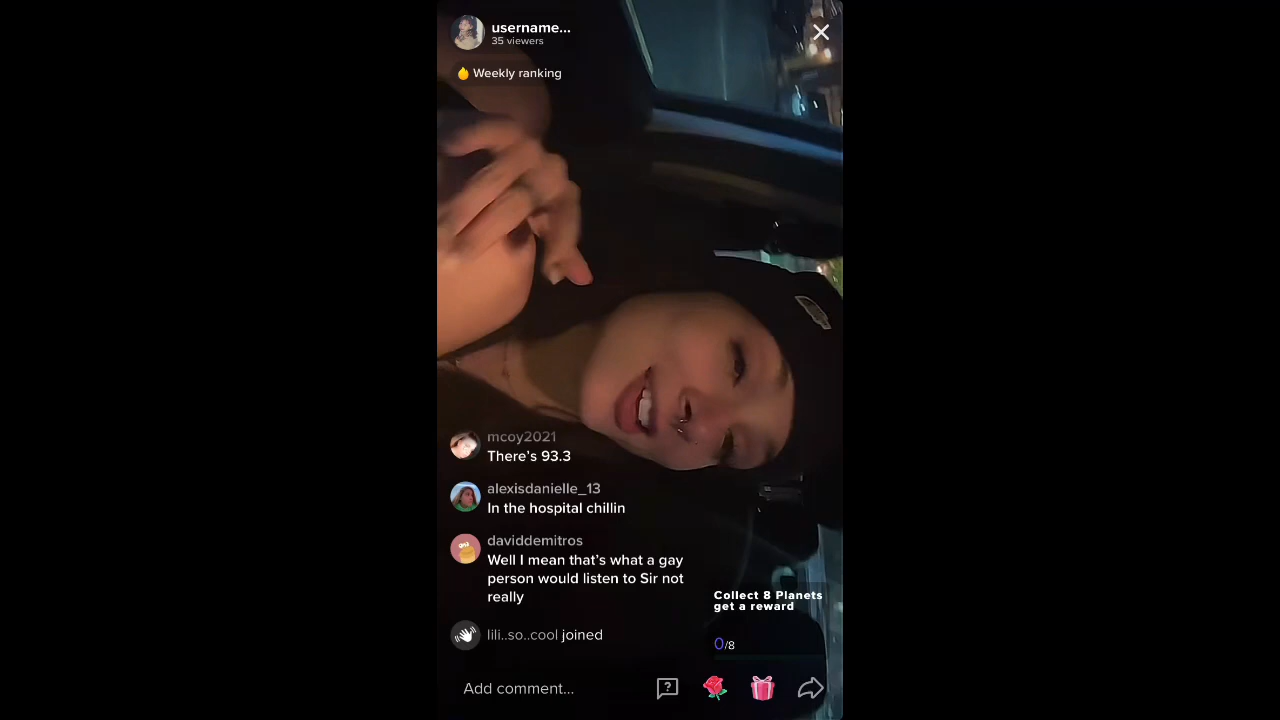 username...
35 viewers
Weekly ranking
mcoy2021
There's 93.3
alexisdanielle_13
In the hospital chillin
daviddemitros
Well I mean that's what a gay
person would listen to Sir not
really
lili..so..cool joined
Collect 8 Planets
get a reward
0/8
Add comment...